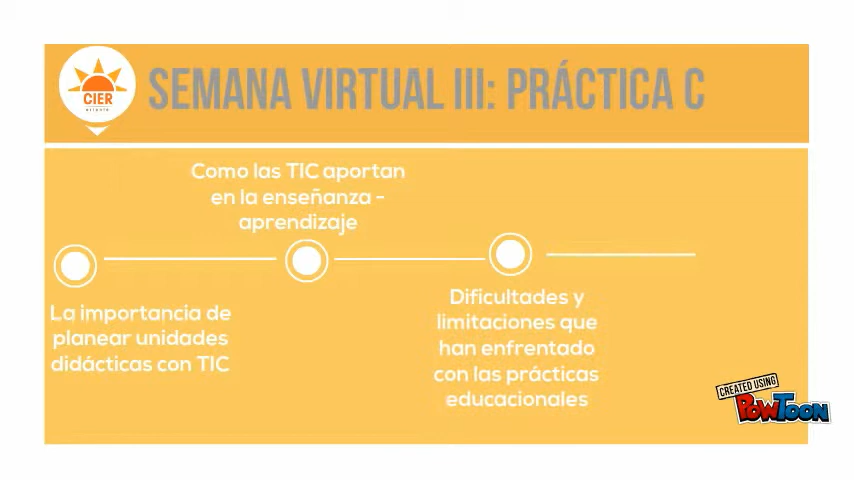 CIER
SEMANA VIRTUAL III: PRÁCTICA C
Como las TIC aportan
en la enseñanza -
aprendizaje
La importancia de
planear unidades
didácticas con TIC
Dificultades y
limitaciones que
han enfrentado
con las prácticas
educacionales
CREATED USING
POWTOON